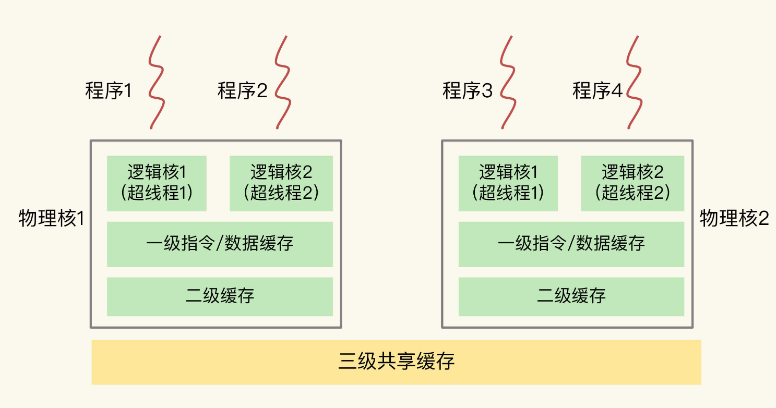 程序1
程序2
程序3
程序4
物理核1
逻辑核1
(超线程1)
逻辑核2
(超线程2)
一级指令/数据缓存
二级缓存
逻辑核1
(超线程1)
逻辑核2
(超线程2)
一级指令/数据缓存
二级缓存
物理核2
三级共享缓存